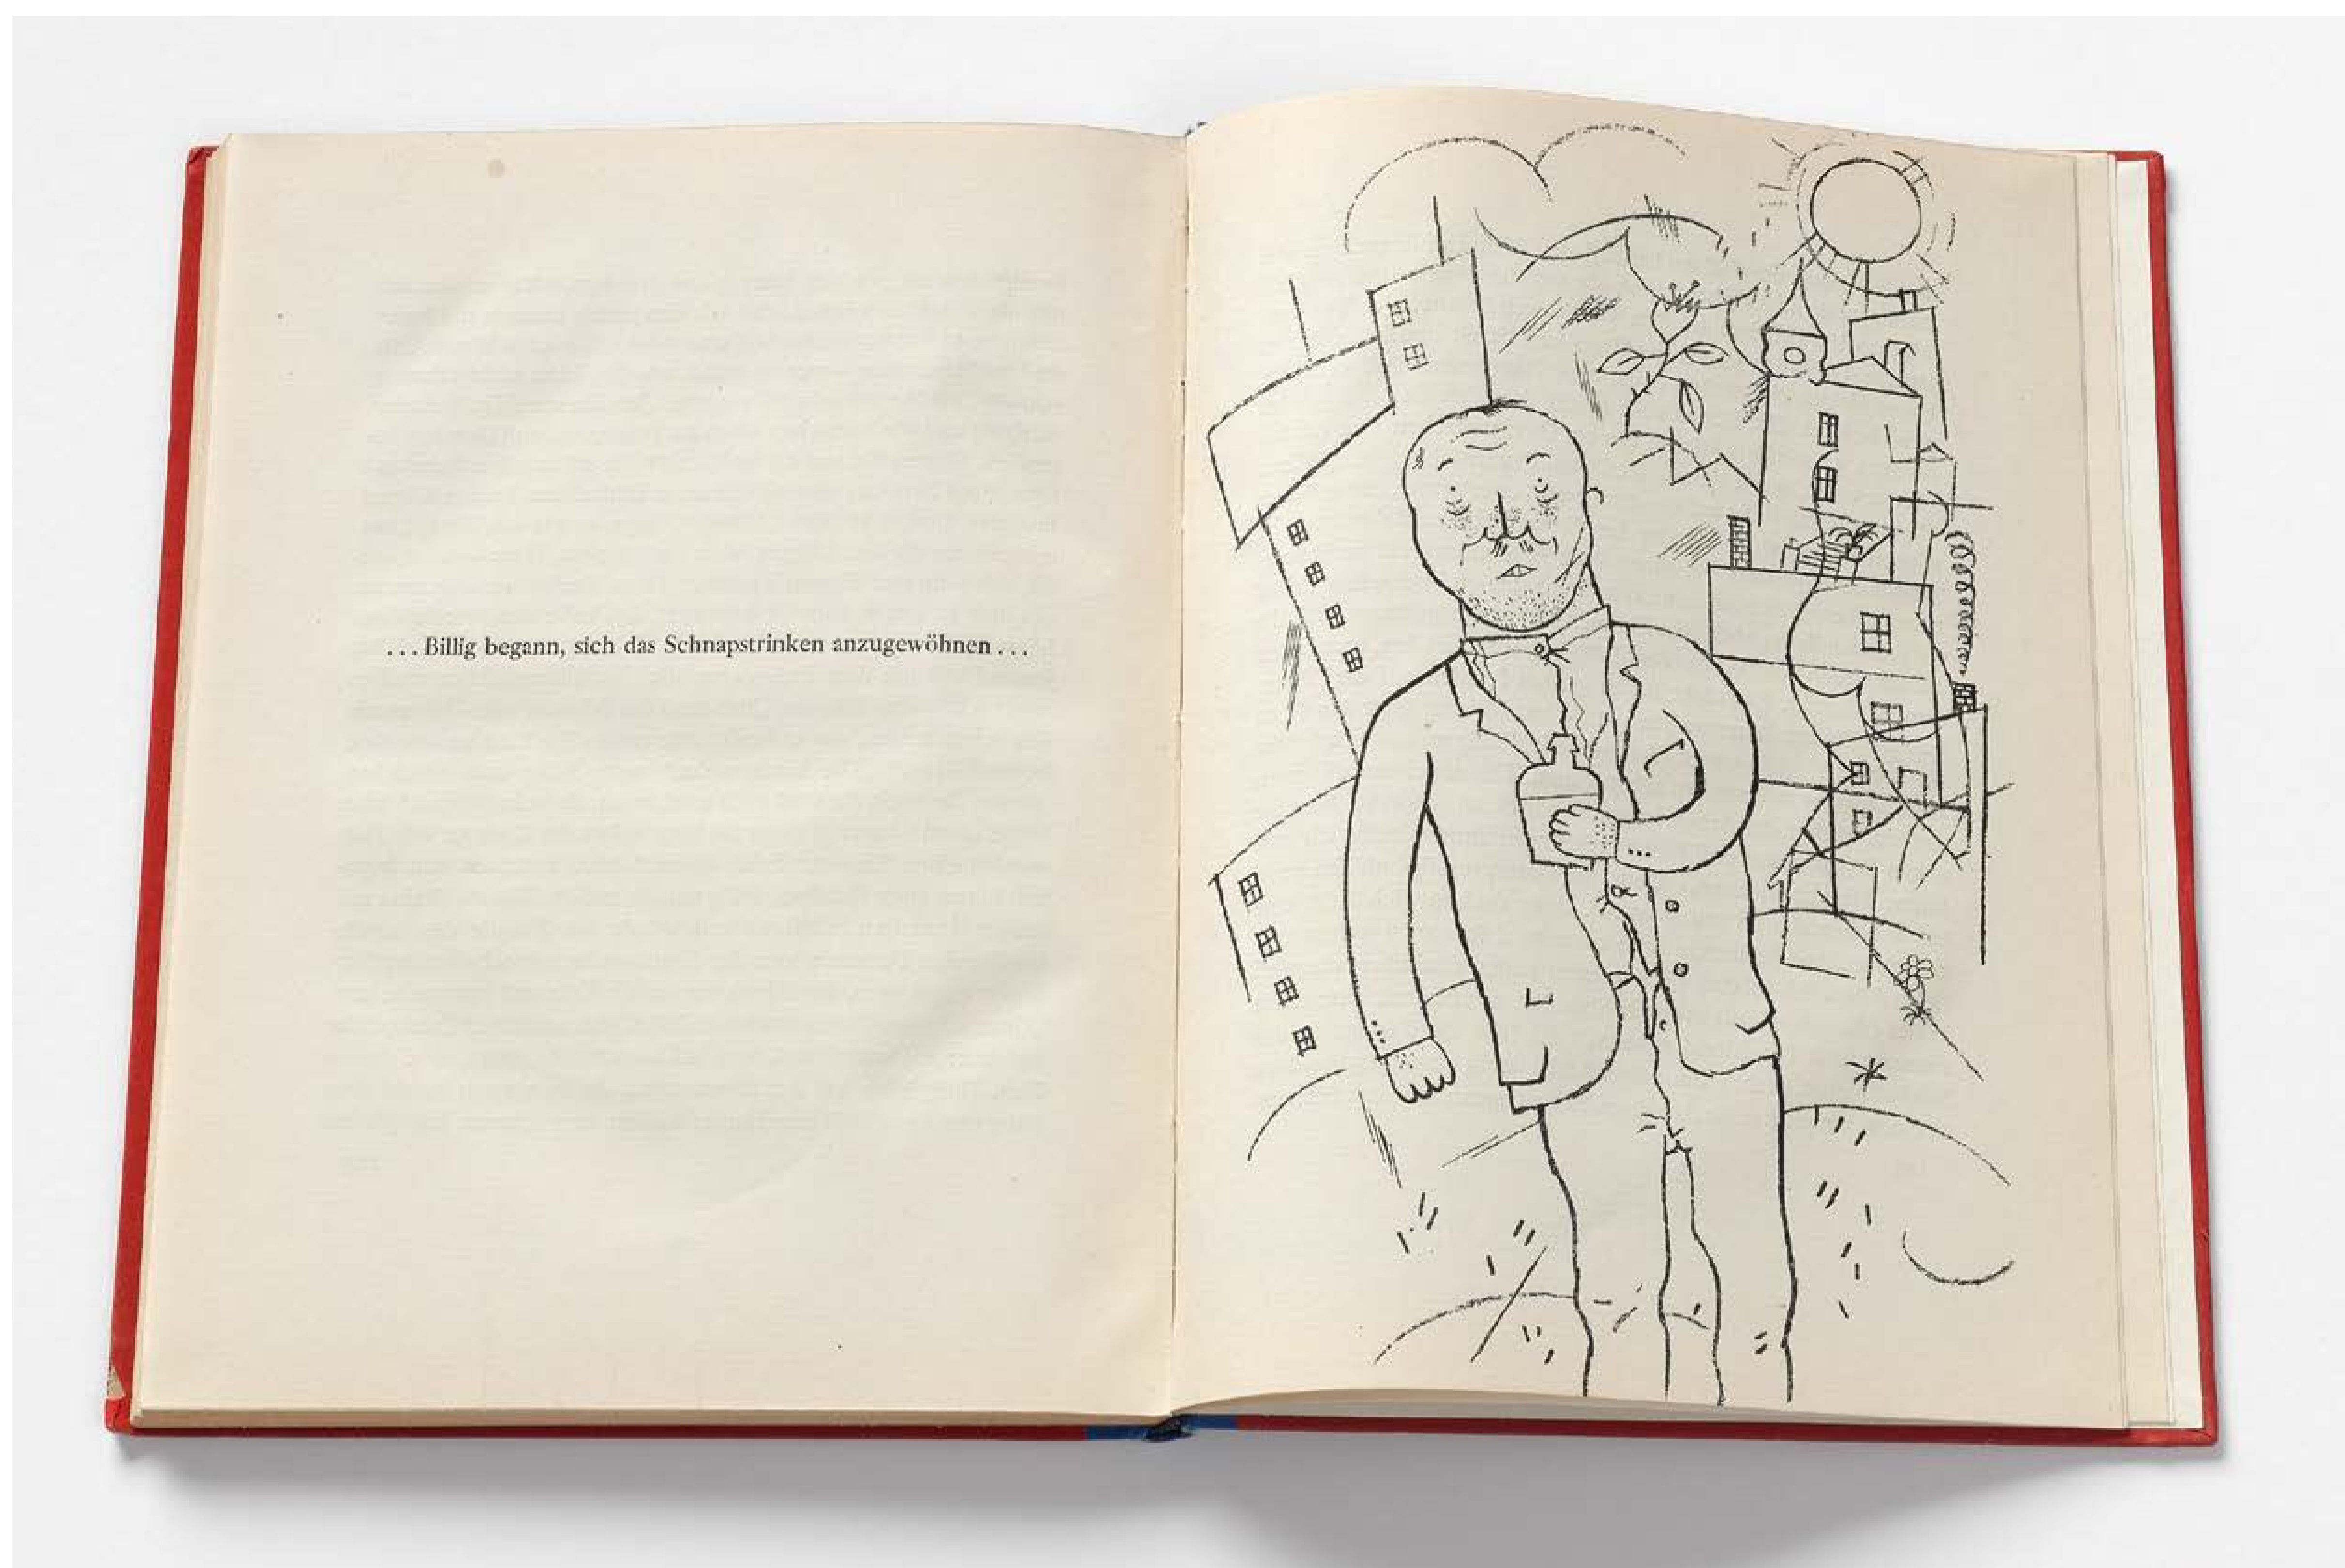 ... Billig begann, sich das Schnapstrinken anzugewöhnen ...